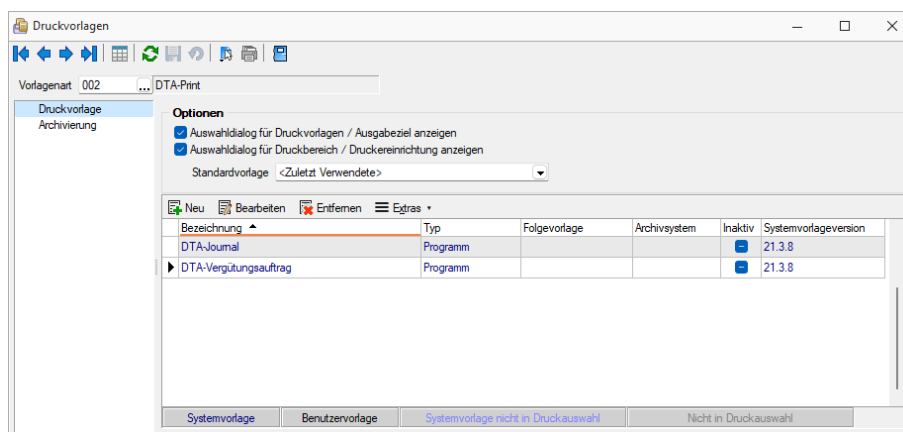 Druckvorlagen
Vorlagenart 002 ... DTA-Print
Druckvorlage
Archivierung
Optionen
Auswahldialog für Druckvorlagen / Ausgabeziel anzeigen
Auswahldialog für Druckbereich / Druckereinrichtung anzeigen
Standardvorlage <Zuletzt Verwendete>
Neu Bearbeiten Entfernen Extras
Bezeichnung Typ Folgevorlage Archivsystem Inaktiv Systemvorlageversion
DTA-Journal Programm 21.3.8
DTA-Vergütungsauftrag Programm 21.3.8
Systemvorlage Benutzervorlage Systemvorlage nicht in Druckauswahl Nicht in Druckauswahl